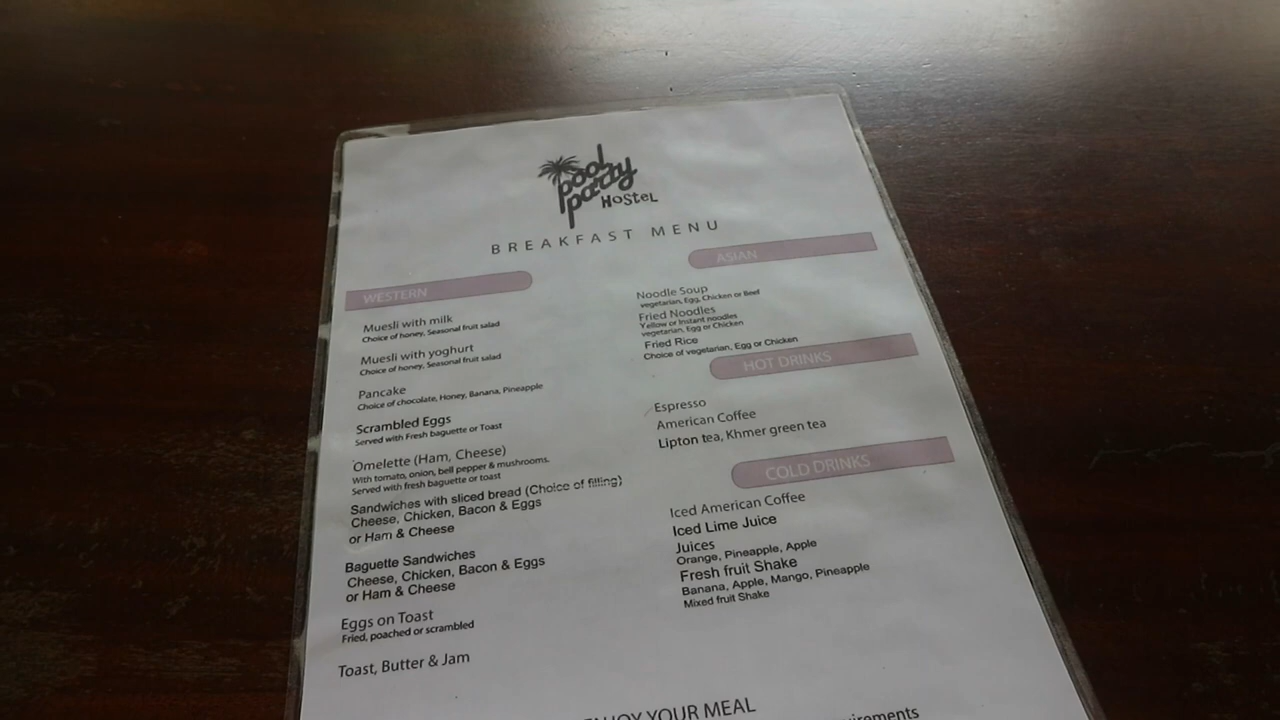 pool
party
HOSTEL
BREAKFAST MENU
WESTERN
Muesli with milk
Choice of honey, Seasonal fruit salad
Muesli with yoghurt
Choice of honey, Seasonal fruit salad
Pancake
Choice of chocolate, Honey, Banana, Pineapple
Scrambled Eggs
Served with Fresh baguette or Toast
Omelette (Ham, Cheese)
With tomato, onion, bell pepper & mushrooms.
Served with fresh baguette or toast
Sandwiches with sliced bread (Choice of filling)
Cheese, Chicken, Bacon & Eggs
or Ham & Cheese
Baguette Sandwiches
Cheese, Chicken, Bacon & Eggs
or Ham & Cheese
Eggs on Toast
Fried, poached or scrambled
Toast, Butter & Jam
ASIAN
Noodle Soup
vegetarian, Egg, Chicken or Beef
Fried Noodles
Yellow or Instant noodles
vegetarian, Egg or Chicken
Fried Rice
Choice of vegetarian, Egg or Chicken
HOT DRINKS
Espresso
American Coffee
Lipton tea, Khmer green tea
COLD DRINKS
Iced American Coffee
Iced Lime Juice
Juices
Orange, Pineapple, Apple
Fresh fruit Shake
Banana, Apple, Mango, Pineapple
Mixed fruit Shake
YOUR MEAL